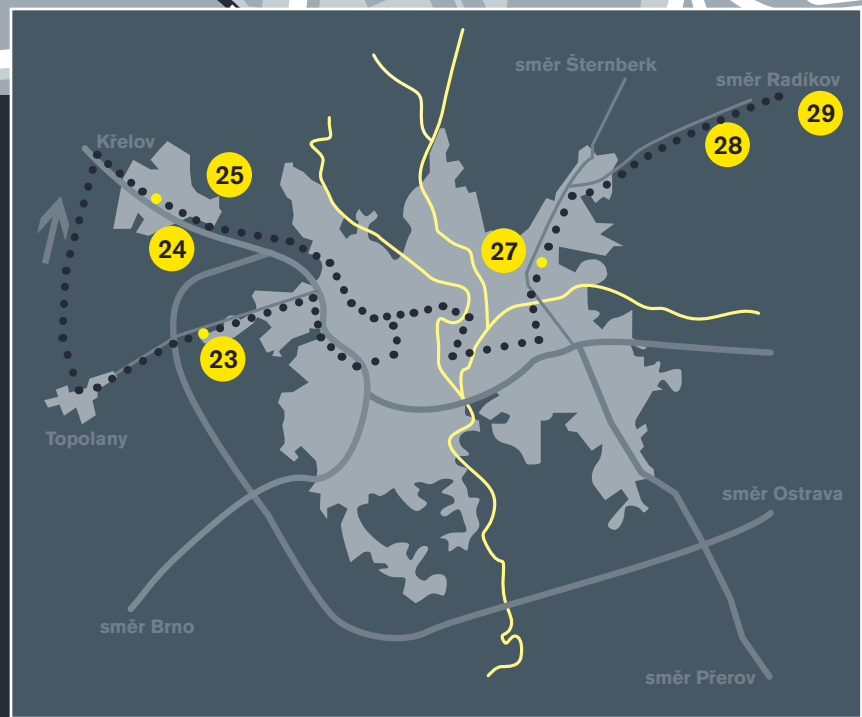 směr Šternberk
směr Radíkov
29
28
Křelov
25
24
27
23
Topolany
směr Ostrava
směr Brno
směr Přerov